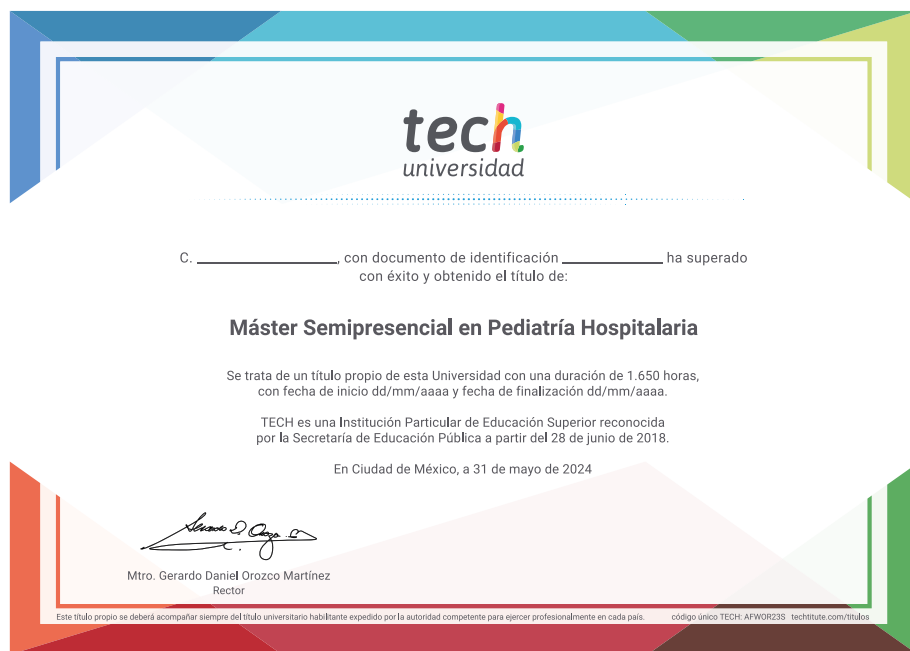 tech
universidad
C. ____________________, con documento de identificación ______________ ha superado
con éxito y obtenido el título de:
Máster Semipresencial en Pediatría Hospitalaria
Se trata de un título propio de esta Universidad con una duración de 1.650 horas,
con fecha de inicio dd/mm/aaaa y fecha de finalización dd/mm/aaaa.
TECH es una Institución Particular de Educación Superior reconocida
por la Secretaría de Educación Pública a partir del 28 de junio de 2018.
En Ciudad de México, a 31 de mayo de 2024
Mtro. Gerardo Daniel Orozco Martínez
Rector
Este título propio se deberá acompañar siempre del título universitario habilitante expedido por la autoridad competente para ejercer profesionalmente en cada país. código único TECH: AFWOR23S techtitute.com/titulos